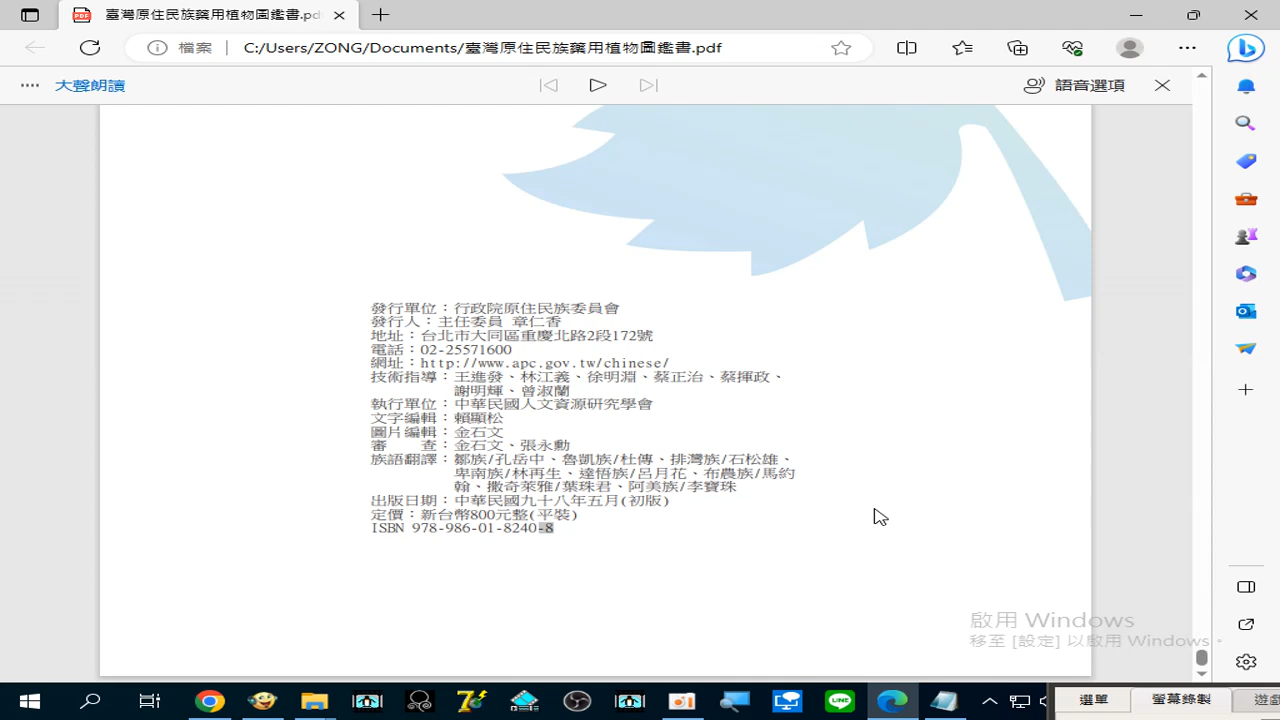 臺灣原住民族藥用植物圖鑑書.pd
檔案
C:/Users/ZONG/Documents/臺灣原住民族藥用植物圖鑑書.pdf
大聲朗讀
語音選項
發行單位：行政院原住民族委員會
發行人：主任委員 章仁香
地址：台北市大同區重慶北路2段172號
電話：02-25571600
網址：http://www.apc.gov.tw/chinese/
技術指導：王進發、林江義、徐明淵、蔡正治、蔡揮政、
謝明輝、曾淑蘭
執行單位：中華民國人文資源研究學會
文字編輯：賴顯松
圖片編輯：金石文
審　　查：金石文、張永勳
族語翻譯：鄒族/孔岳中、魯凱族/杜傳、排灣族/石松雄、
卑南族/林再生、達悟族/呂月花、布農族/馬約
翰、撒奇萊雅/葉珠君、阿美族/李寶珠
出版日期：中華民國九十八年五月(初版)
定價：新台幣800元整(平裝)
ISBN 978-986-01-8240-8
啟用 Windows
移至 [設定] 以啟用 Windows。
選單
螢幕錄製
遊